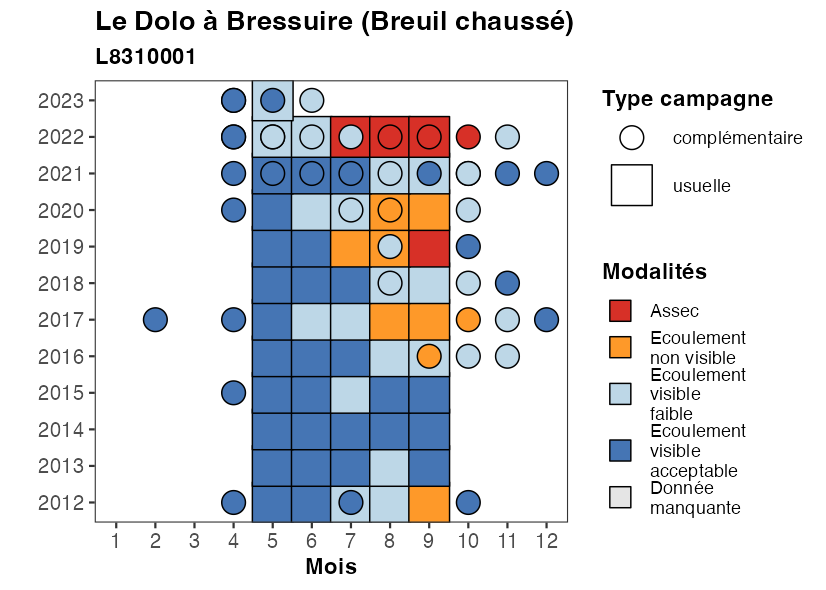 Le Dolo à Bressuire (Breuil chaussé)
L8310001
2023
2022
2021
2020
2019
2018
2017
2016
2015
2014
2013
2012
1 2 3 4 5 6 7 8 9 10 11 12
Mois
Type campagne
complémentaire
usuelle
Modalités
Assec
Ecoulement
non visible
Ecoulement
visible
faible
Ecoulement
visible
acceptable
Donnée
manquante